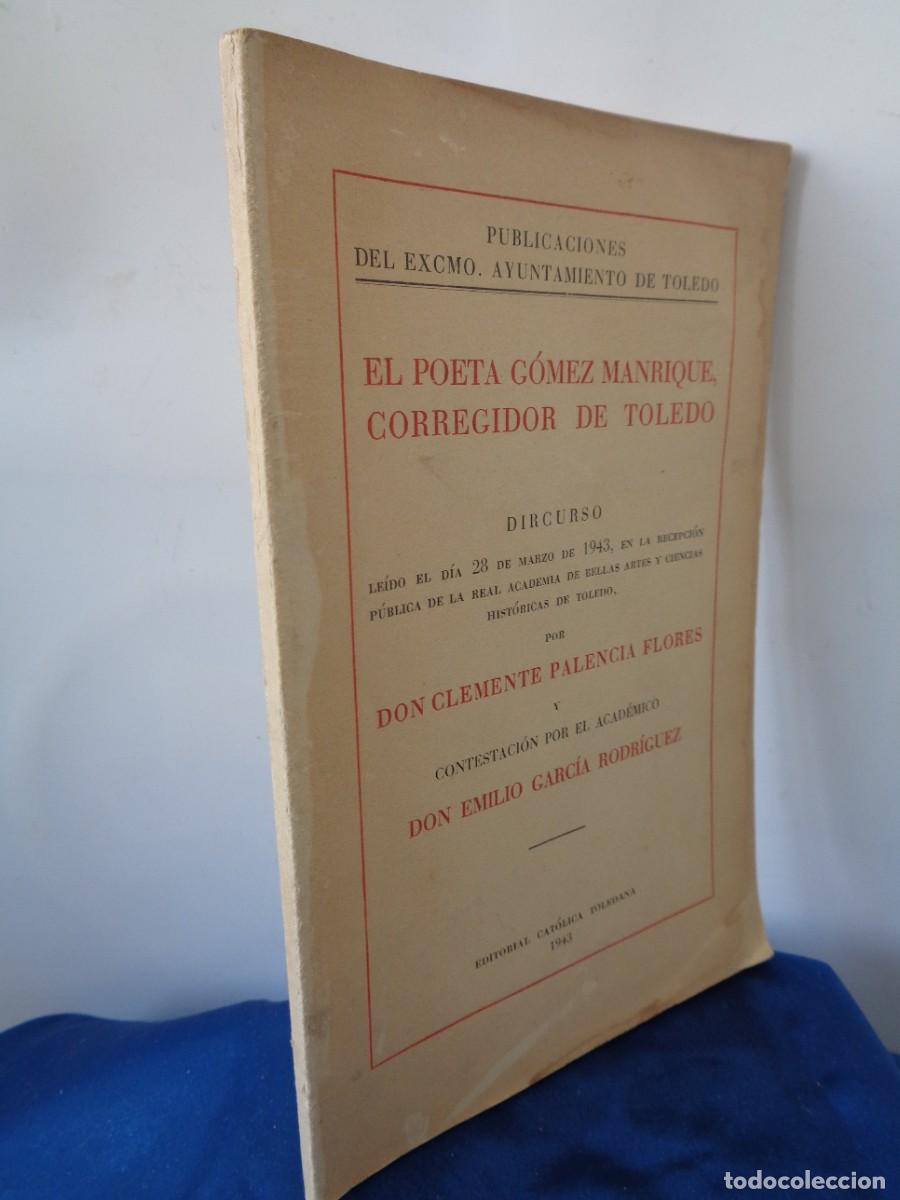 PUBLICACIONES
DEL EXCMO. AYUNTAMIENTO DE TOLEDO
EL POETA GÓMEZ MANRIQUE,
CORREGIDOR DE TOLEDO
DIRCURSO
LEÍDO EL DÍA 28 DE MARZO DE 1943, EN LA RECEPCIÓN
PÚBLICA DE LA REAL ACADEMIA DE BELLAS ARTES Y CIENCIAS
HISTÓRICAS DE TOLEDO,
POR
DON CLEMENTE PALENCIA FLORES
Y
CONTESTACIÓN POR EL ACADÉMICO
DON EMILIO GARCÍA RODRÍGUEZ
EDITORIAL CATÓLICA TOLEDANA
1943
todocoleccion